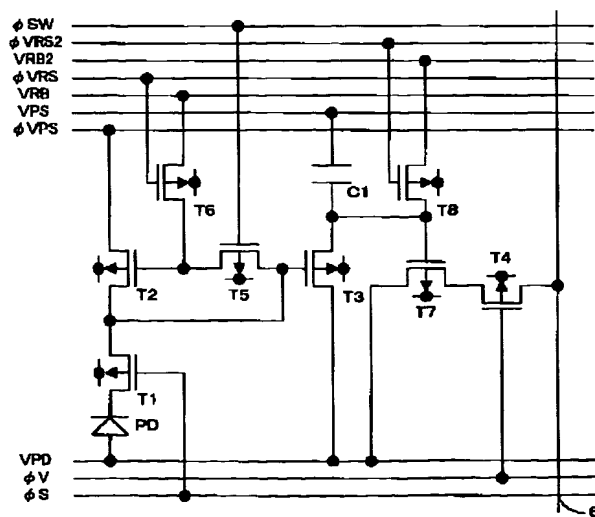 φSW
φVRS2
VRB2
φVRS
VRB
VPS
φVPS
C1
T6
T8
T2
T5
T3
T4
T7
T1
PD
VPD
φV
φS
6